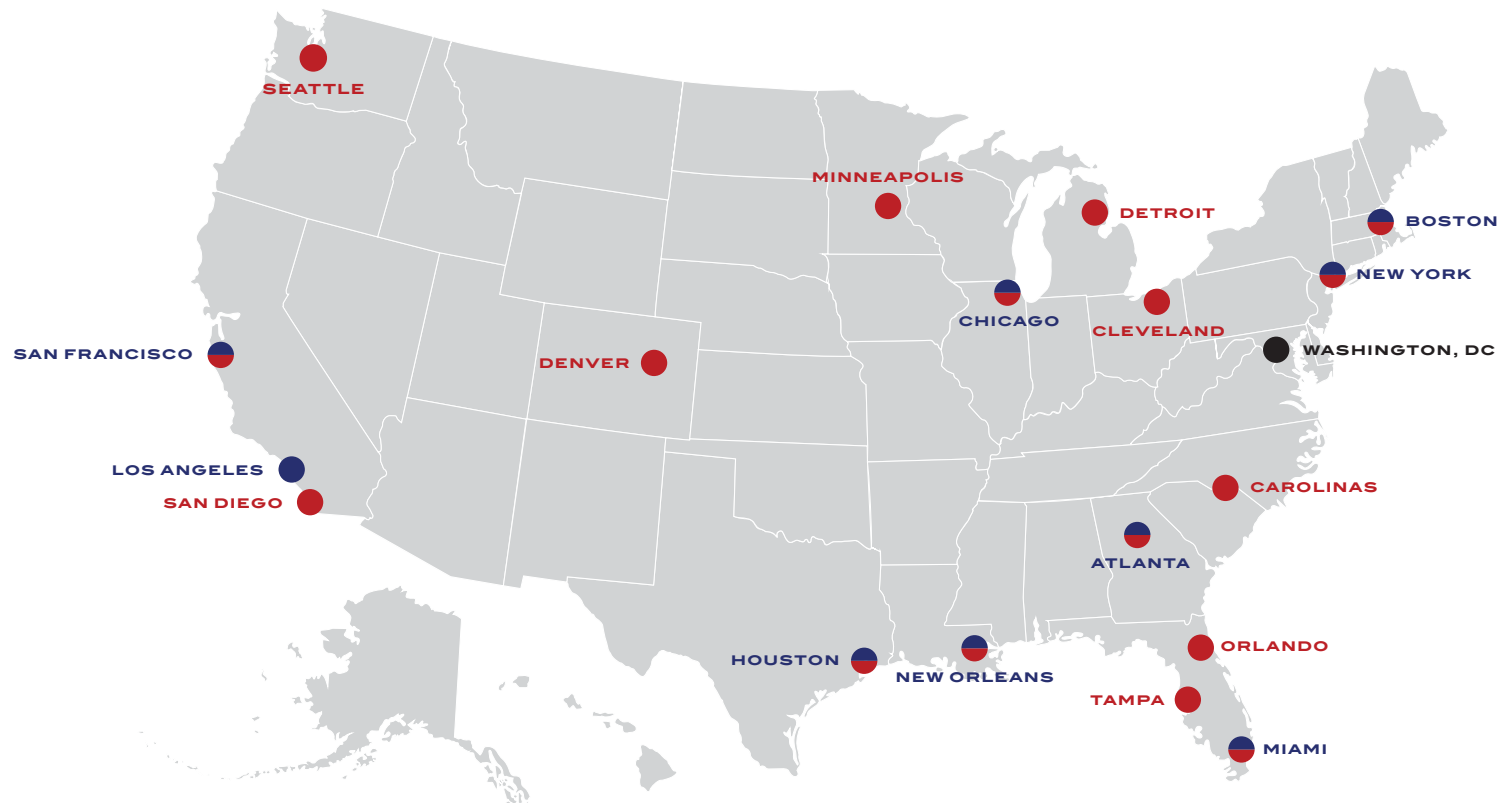 SEATTLE
MINNEAPOLIS
DETROIT
BOSTON
NEW YORK
CHICAGO
CLEVELAND
WASHINGTON, DC
SAN FRANCISCO
DENVER
LOS ANGELES
SAN DIEGO
CAROLINAS
ATLANTA
ORLANDO
HOUSTON
NEW ORLEANS
TAMPA
MIAMI